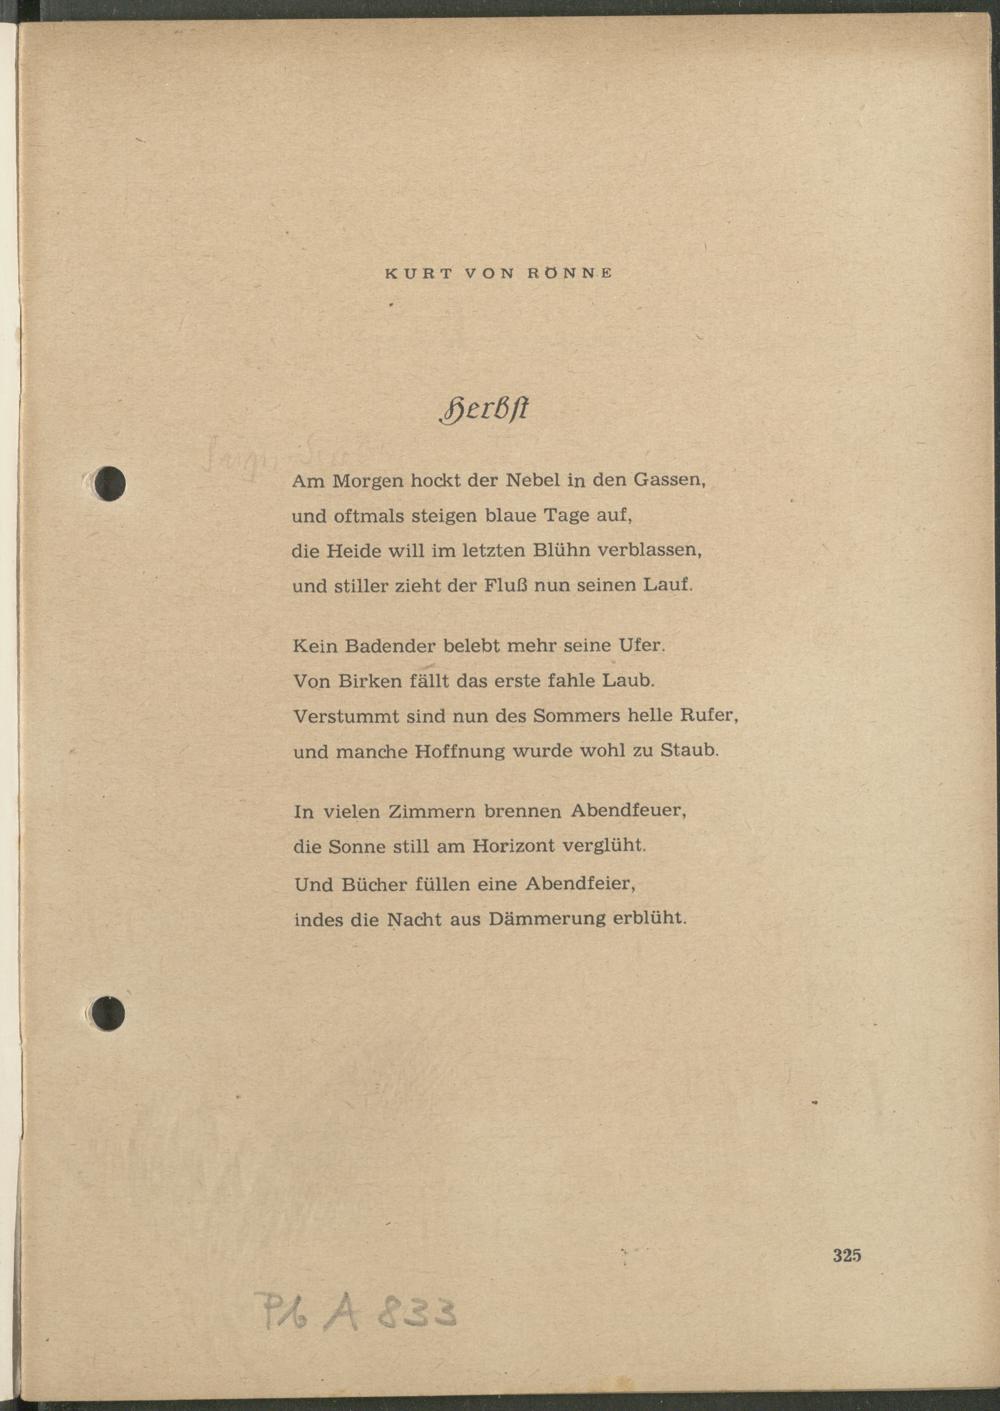 KURT VON RÖNNE
Herbst
Am Morgen hockt der Nebel in den Gassen,
und oftmals steigen blaue Tage auf,
die Heide will im letzten Blühn verblassen,
und stiller zieht der Fluß nun seinen Lauf.
Kein Badender belebt mehr seine Ufer.
Von Birken fällt das erste fahle Laub.
Verstummt sind nun des Sommers helle Rufer,
und manche Hoffnung wurde wohl zu Staub.
In vielen Zimmern brennen Abendfeuer,
die Sonne still am Horizont verglüht.
Und Bücher füllen eine Abendfeier,
indes die Nacht aus Dämmerung erblüht.
325
Pb A 833